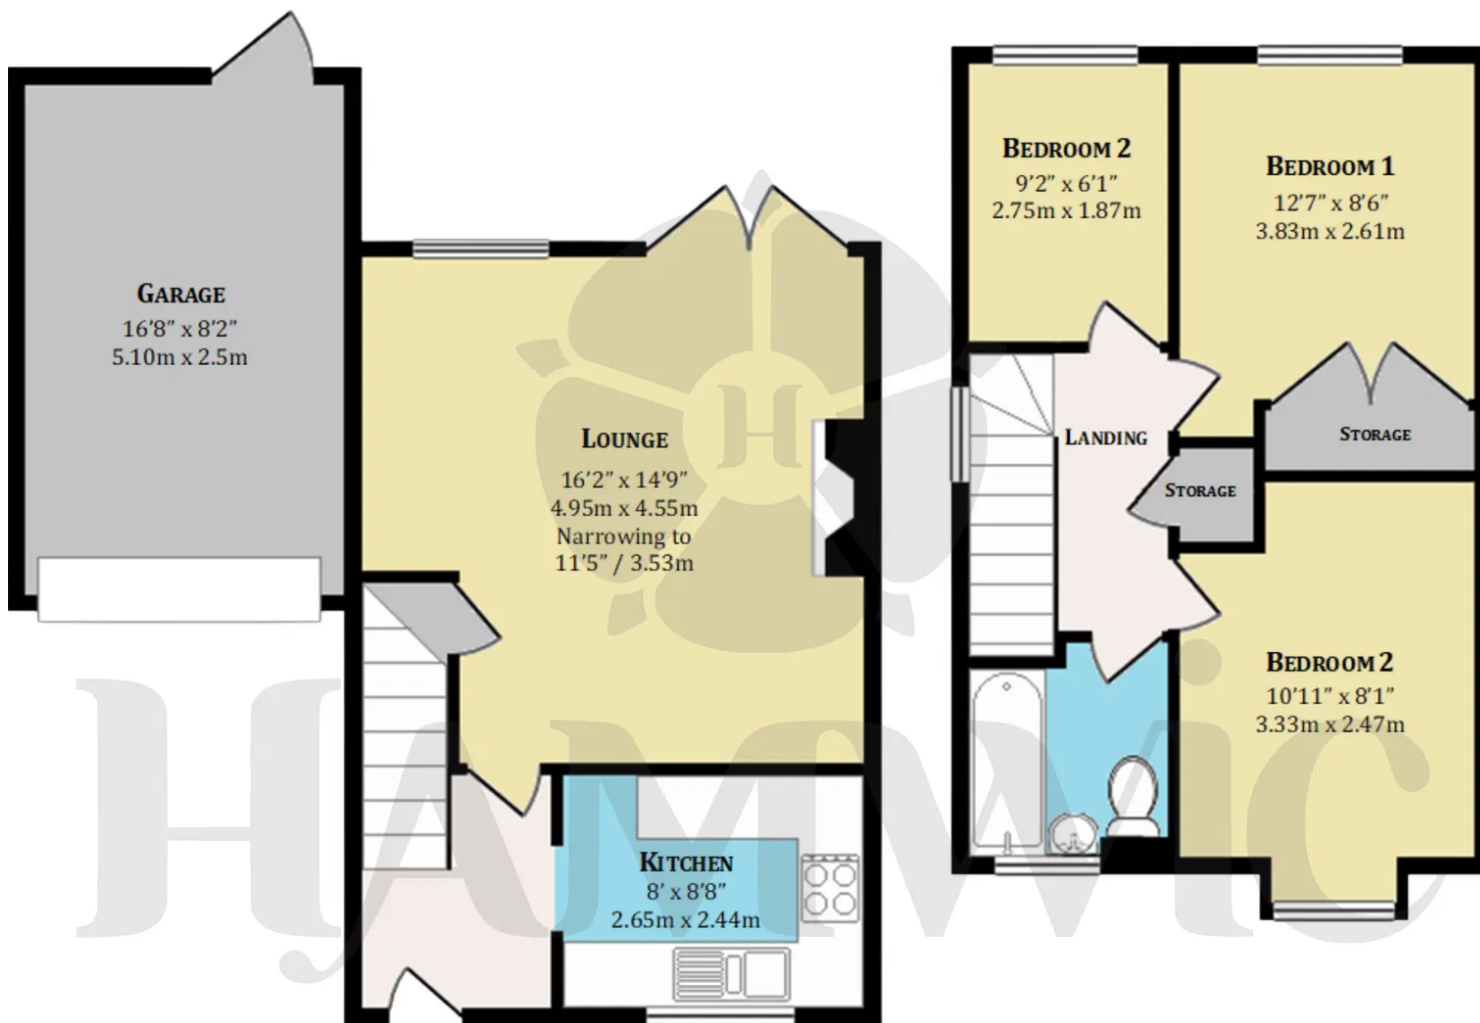 GARAGE
16'8" x 8'2"
5.10m x 2.5m
LOUNGE
16'2" x 14'9"
4.95m x 4.55m
Narrowing to
11'5" / 3.53m
KITCHEN
8' x 8'8"
2.65m x 2.44m
BEDROOM 2
9'2" x 6'1"
2.75m x 1.87m
BEDROOM 1
12'7" x 8'6"
3.83m x 2.61m
LANDING
STORAGE
STORAGE
BEDROOM 2
10'11" x 8'1"
3.33m x 2.47m
H
HAMWiC